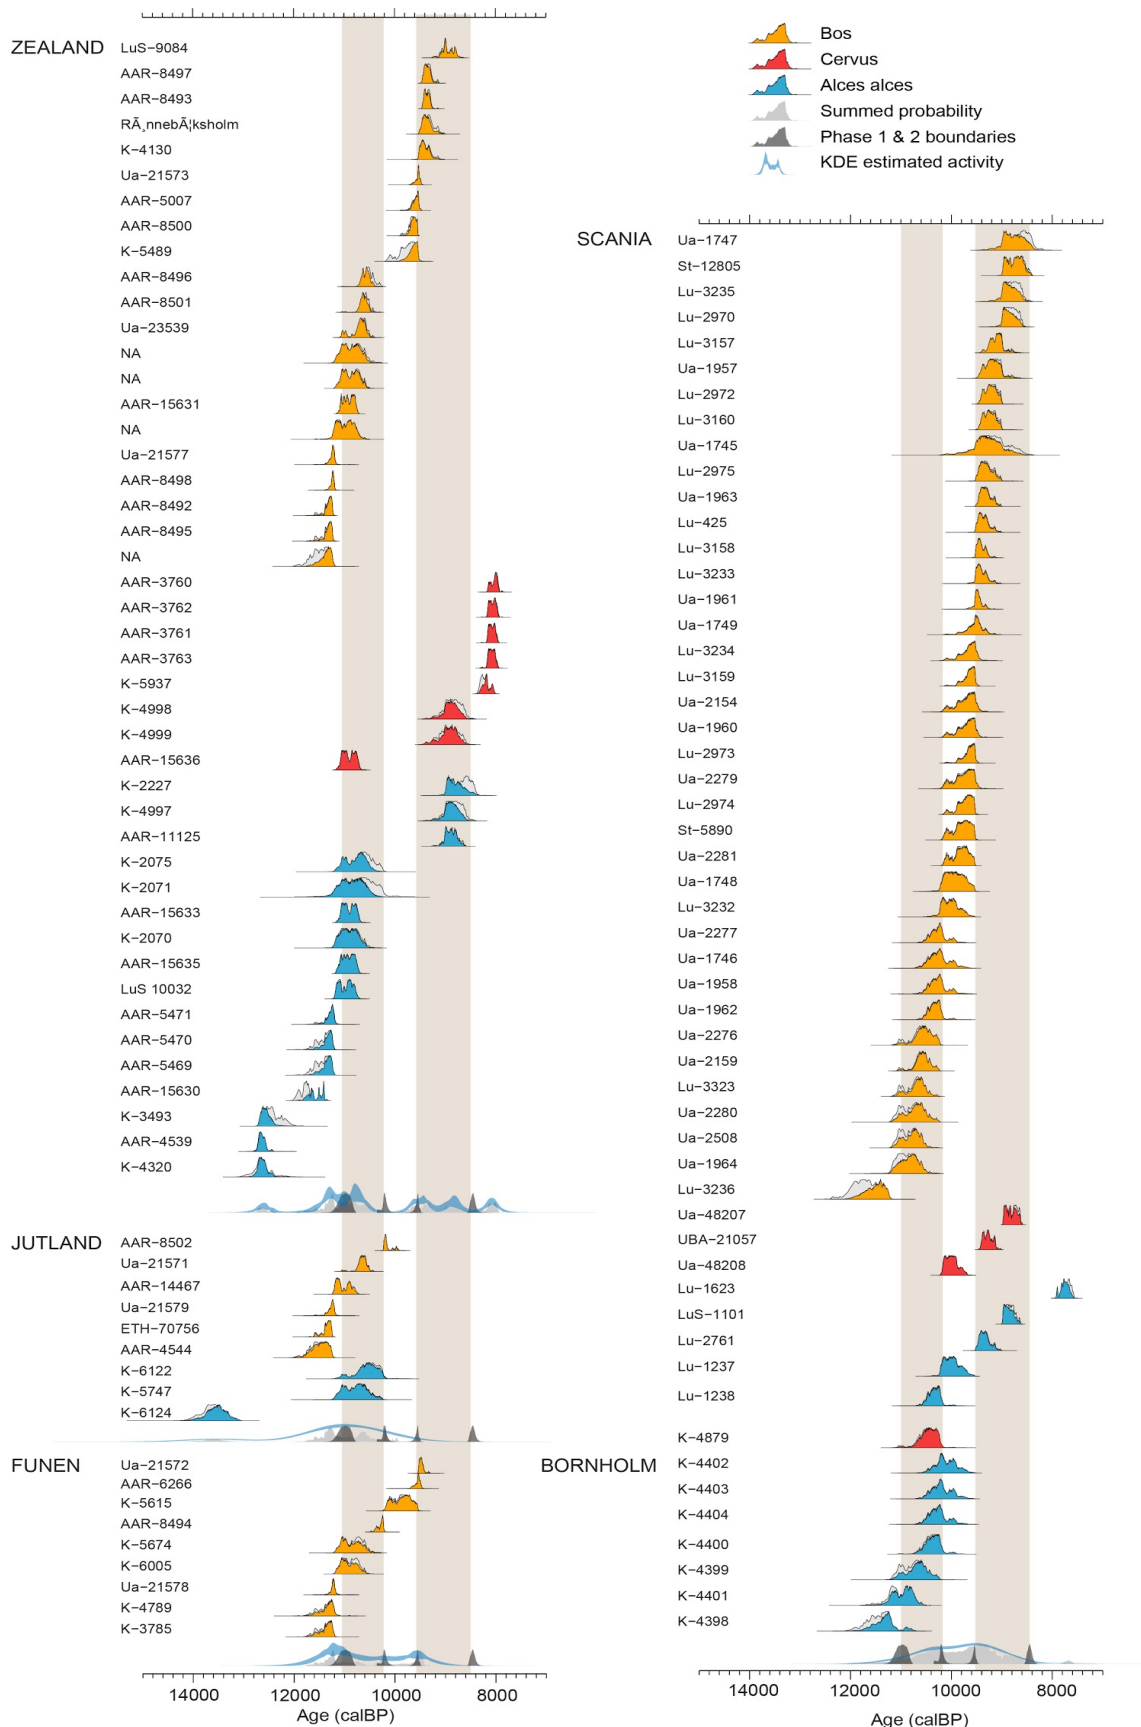 ZEALAND
LuS-9084
AAR-8497
AAR-8493
RÃ¸nnebÃ¦ksholm
K-4130
Ua-21573
AAR-5007
AAR-8500
K-5489
AAR-8496
AAR-8501
Ua-23539
NA
NA
AAR-15631
NA
Ua-21577
AAR-8498
AAR-8492
AAR-8495
NA
AAR-3760
AAR-3762
AAR-3761
AAR-3763
K-5937
K-4998
K-4999
AAR-15636
K-2227
K-4997
AAR-11125
K-2075
K-2071
AAR-15633
K-2070
AAR-15635
LuS 10032
AAR-5471
AAR-5470
AAR-5469
AAR-15630
K-3493
AAR-4539
K-4320
JUTLAND
AAR-8502
Ua-21571
AAR-14467
Ua-21579
ETH-70756
AAR-4544
K-6122
K-5747
K-6124
FUNEN
Ua-21572
AAR-6266
K-5615
AAR-8494
K-5674
K-6005
Ua-21578
K-4789
K-3785
14000 12000 10000 8000
Age (calBP)
Bos
Cervus
Alces alces
Summed probability
Phase 1 & 2 boundaries
KDE estimated activity
SCANIA
Ua-1747
St-12805
Lu-3235
Lu-2970
Lu-3157
Ua-1957
Lu-2972
Lu-3160
Ua-1745
Lu-2975
Ua-1963
Lu-425
Lu-3158
Lu-3233
Ua-1961
Ua-1749
Lu-3234
Lu-3159
Ua-2154
Ua-1960
Lu-2973
Ua-2279
Lu-2974
St-5890
Ua-2281
Ua-1748
Lu-3232
Ua-2277
Ua-1746
Ua-1958
Ua-1962
Ua-2276
Ua-2159
Lu-3323
Ua-2280
Ua-2508
Ua-1964
Lu-3236
Ua-48207
UBA-21057
Ua-48208
Lu-1623
LuS-1101
Lu-2761
Lu-1237
Lu-1238
K-4879
BORNHOLM
K-4402
K-4403
K-4404
K-4400
K-4399
K-4401
K-4398
14000 12000 10000 8000
Age (calBP)